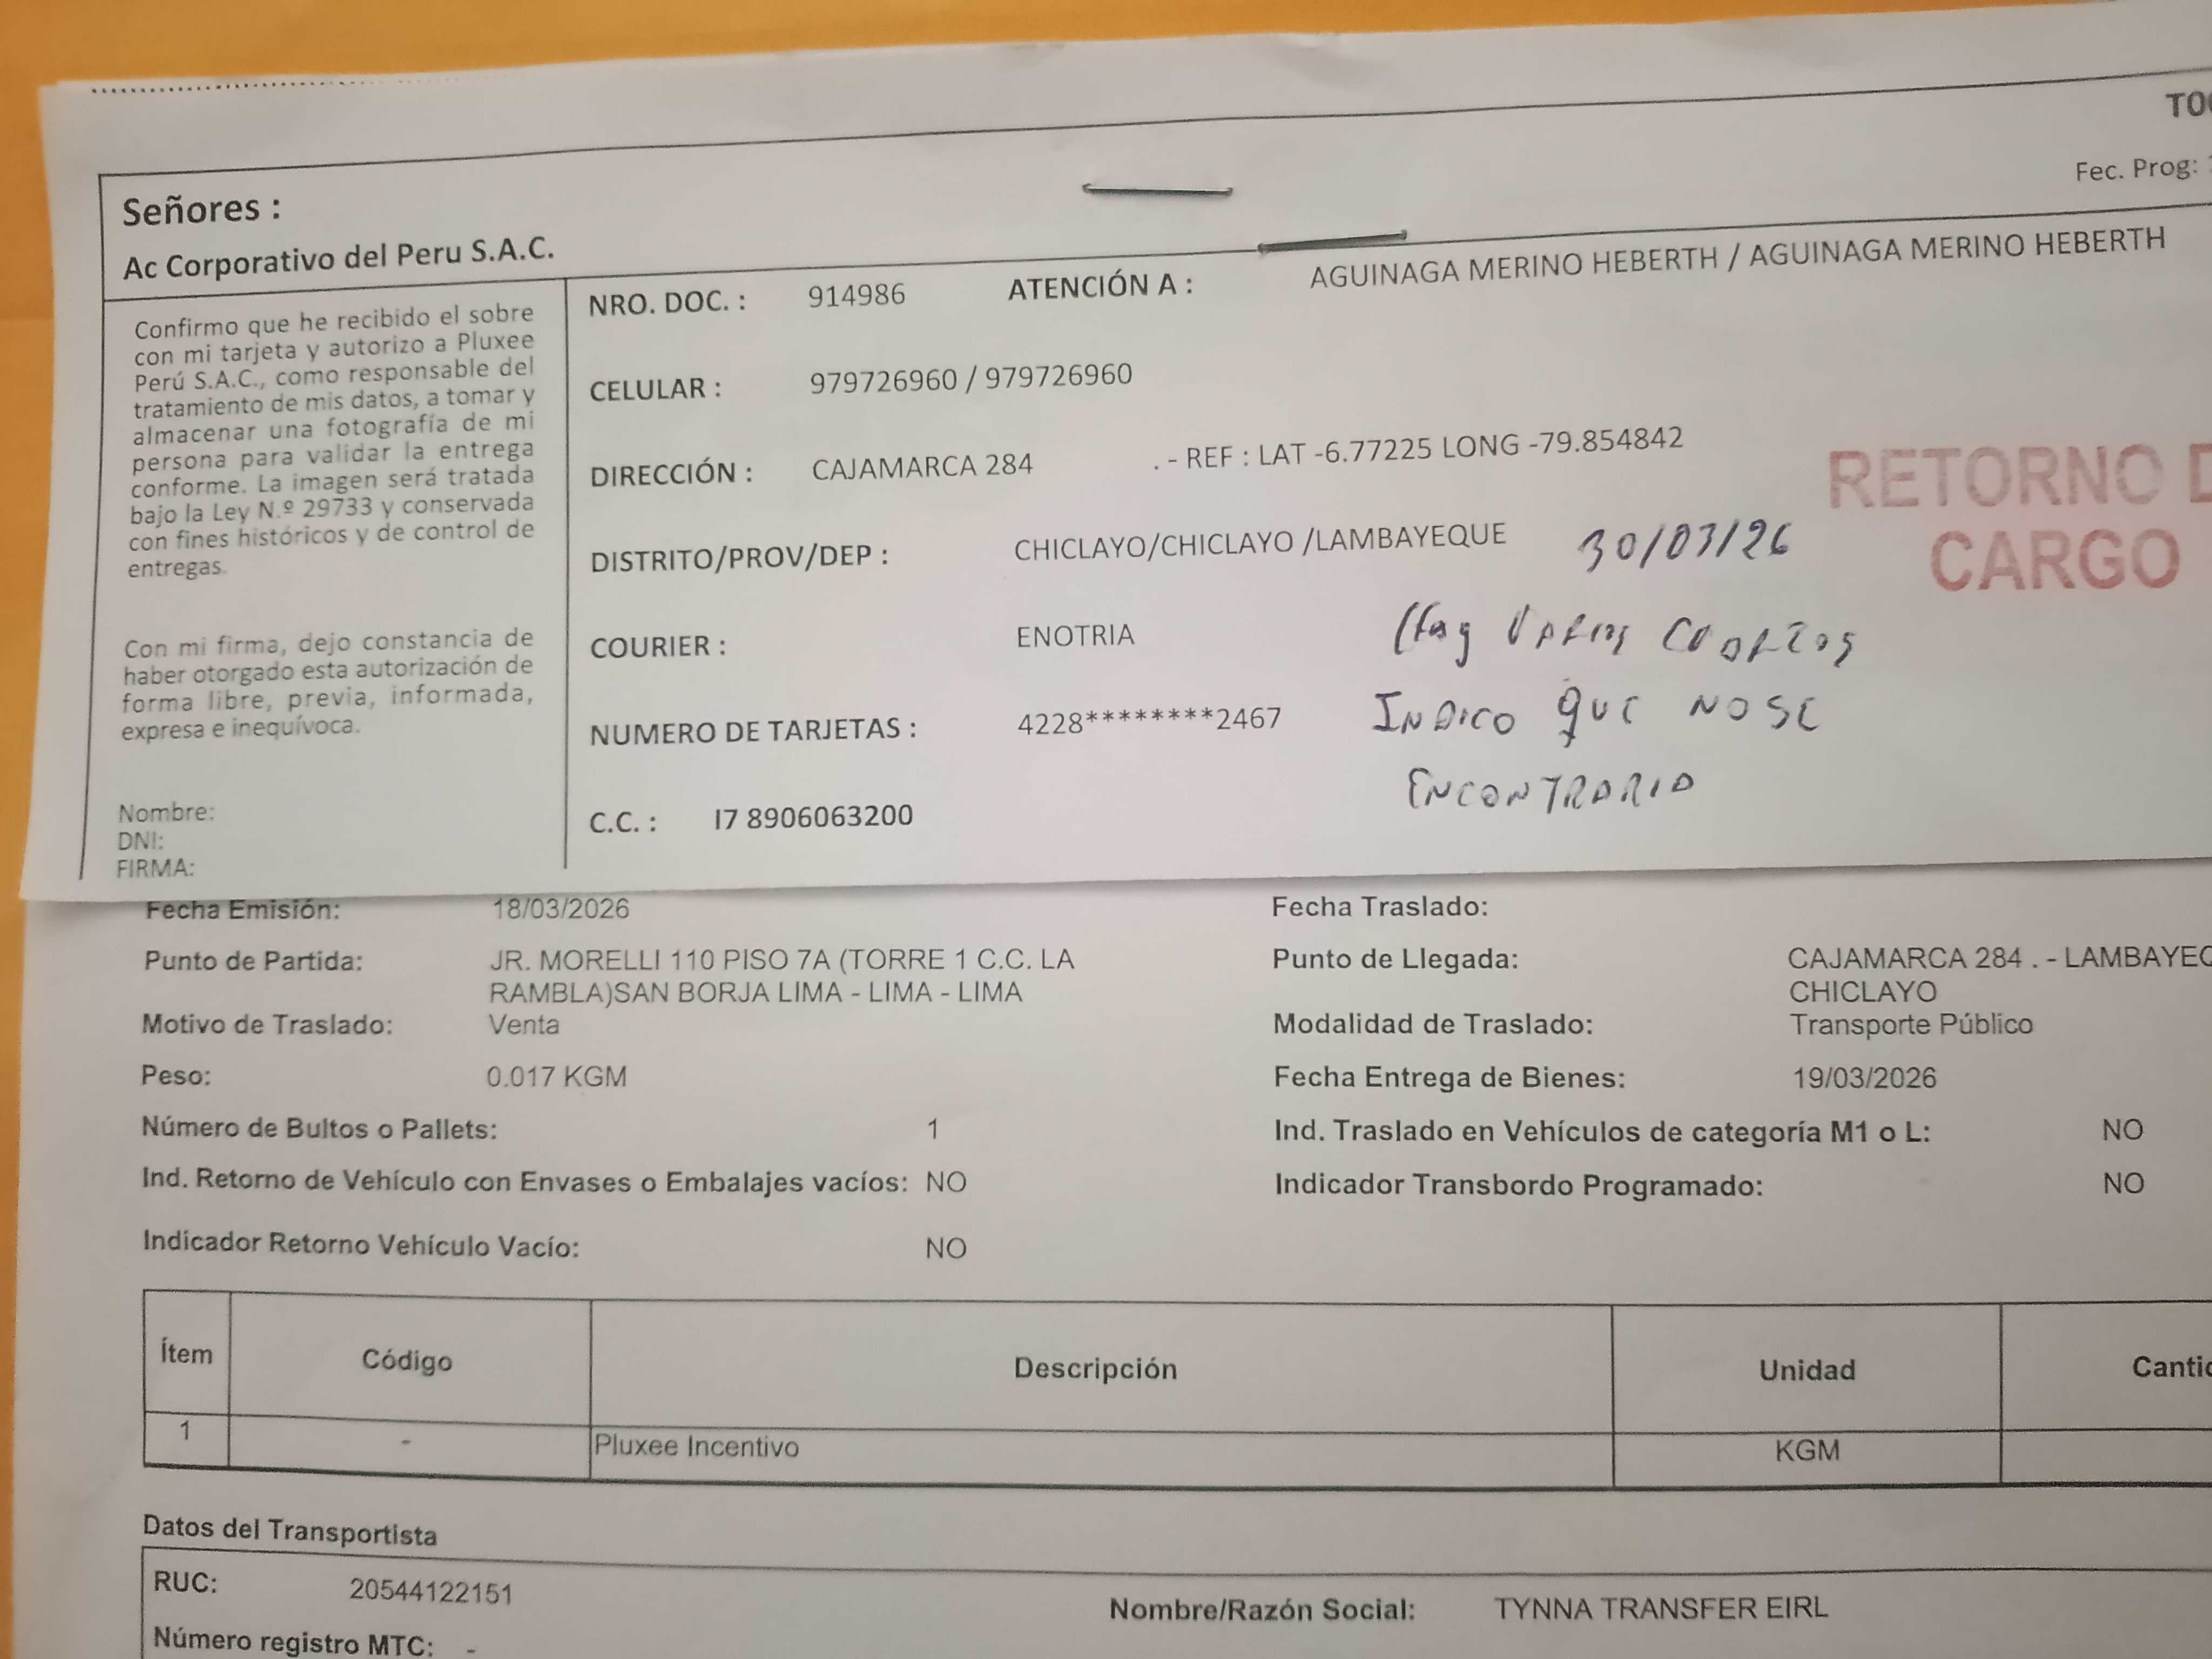 Señores :
Ac Corporativo del Peru S.A.C.
Fec. Prog:
Confirmo que he recibido el sobre
con mi tarjeta y autorizo a Pluxee
Perú S.A.C., como responsable del
tratamiento de mis datos, a tomar y
almacenar una fotografía de mi
persona para validar la entrega
conforme. La imagen será tratada
bajo la Ley N.º 29733 y conservada
con fines históricos y de control de
entregas.
Con mi firma, dejo constancia de
haber otorgado esta autorización de
forma libre, previa, informada,
expresa e inequívoca.
Nombre:
DNI:
FIRMA:
NRO. DOC. : 914986 ATENCIÓN A : AGUINAGA MERINO HEBERTH / AGUINAGA MERINO HEBERTH
CELULAR : 979726960 / 979726960
DIRECCIÓN : CAJAMARCA 284 . - REF : LAT -6.77225 LONG -79.854842
DISTRITO/PROV/DEP : CHICLAYO/CHICLAYO /LAMBAYEQUE
COURIER : ENOTRIA
NUMERO DE TARJETAS : 4228********2467
C.C. : I7 8906063200
RETORNO D
CARGO
30/03/26
Hay varios
INDICO QUE NO SE
ENCONTRARIA
Fecha Emisión: 18/03/2026 Fecha Traslado:
Punto de Partida: JR. MORELLI 110 PISO 7A (TORRE 1 C.C. LA Punto de Llegada: CAJAMARCA 284 . - LAMBAYEQ
RAMBLA)SAN BORJA LIMA - LIMA - LIMA CHICLAYO
Motivo de Traslado: Venta Modalidad de Traslado: Transporte Público
Peso: 0.017 KGM Fecha Entrega de Bienes: 19/03/2026
Número de Bultos o Pallets: 1 Ind. Traslado en Vehículos de categoría M1 o L: NO
Ind. Retorno de Vehículo con Envases o Embalajes vacíos: NO Indicador Transbordo Programado: NO
Indicador Retorno Vehículo Vacío: NO
Ítem Código Descripción Unidad Cantid
1 - Pluxee Incentivo KGM
Datos del Transportista
RUC: 20544122151 Nombre/Razón Social: TYNNA TRANSFER EIRL
Número registro MTC: -